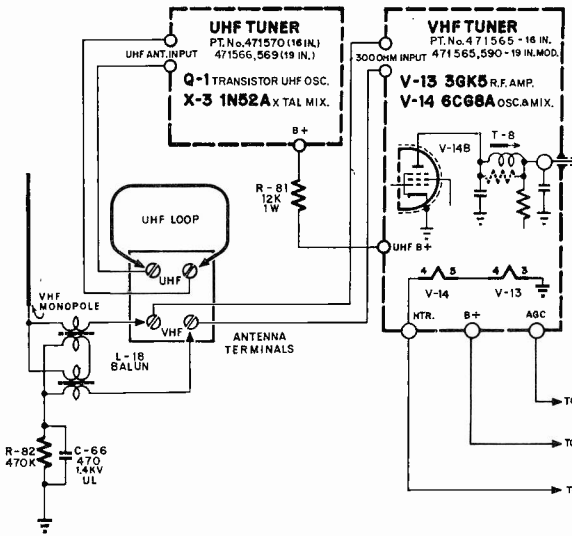 UHF TUNER
PT. No. 471570 (16 IN.)
471566,569 (19 IN.)
Q-1 TRANSISTOR UHF OSC.
X-3 1N52A X TAL MIX.
B+
UHF ANT. INPUT
VHF TUNER
PT. No. 471565 - 16 IN.
471565,590 - 19 IN. MOD.
300 OHM INPUT
V-13 3GK5 R.F. AMP.
V-14 6CG8A OSC. & MIX.
V-14B
T-8
R-81
12K
1W
UHF B+
UHF LOOP
UHF
VHF
ANTENNA
TERMINALS
VHF
MONOPOLE
L-18
BALUN
4 5
V-14
4 3
V-13
HTR.
B+
AGC
R-82
470K
C-66
470
1.4KV
UL
TO
TO
T